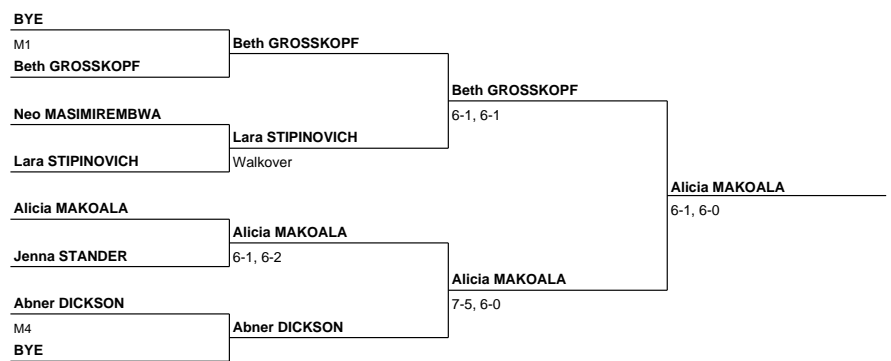 BYE
M1
Beth GROSSKOPF
Beth GROSSKOPF
Neo MASIMIREMBWA
Lara STIPINOVICH
Lara STIPINOVICH
Walkover
Beth GROSSKOPF
6-1, 6-1
Alicia MAKOALA
Jenna STANDER
Alicia MAKOALA
6-1, 6-2
Abner DICKSON
M4
BYE
Abner DICKSON
Alicia MAKOALA
7-5, 6-0
Alicia MAKOALA
6-1, 6-0